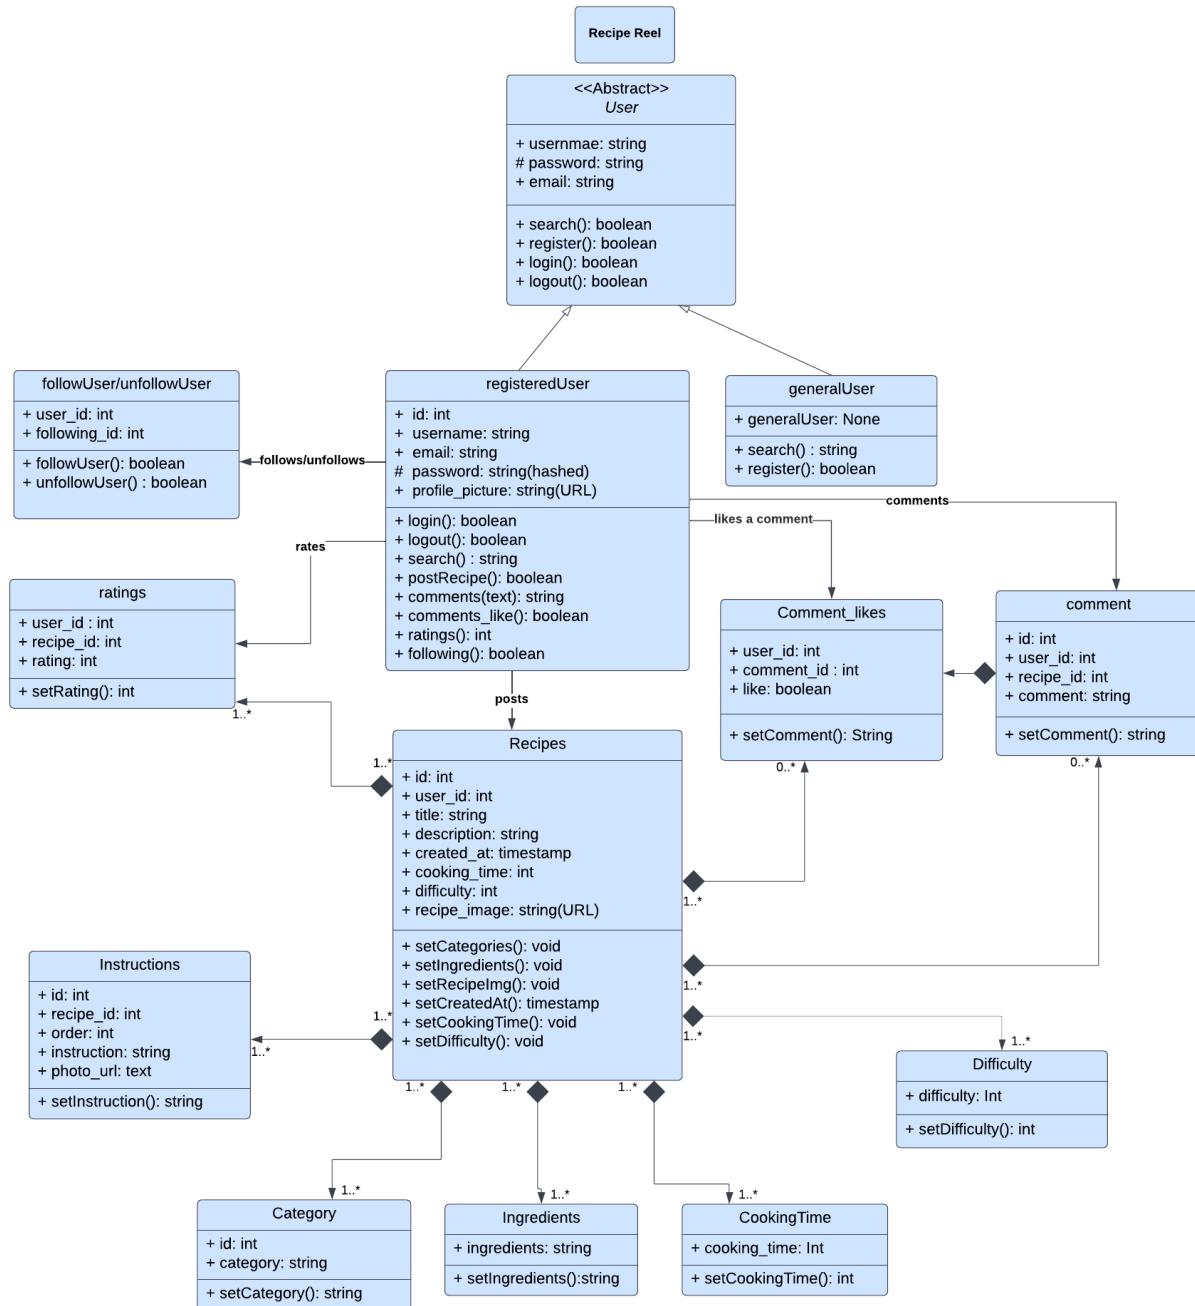 Recipe Reel
<<Abstract>>
User
+ usernmae: string
# password: string
+ email: string
+ search(): boolean
+ register(): boolean
+ login(): boolean
+ logout(): boolean
followUser/unfollowUser
+ user_id: int
+ following_id: int
+ followUser(): boolean
+ unfollowUser() : boolean
follows/unfollows
registeredUser
+ id: int
+ username: string
+ email: string
# password: string(hashed)
+ profile_picture: string(URL)
+ login(): boolean
+ logout(): boolean
+ search() : string
+ postRecipe(): boolean
+ comments(text): string
+ comments_like(): boolean
+ ratings(): int
+ following(): boolean
generalUser
+ generalUser: None
+ search() : string
+ register(): boolean
comments
likes a comment
rates
ratings
+ user_id : int
+ recipe_id: int
+ rating: int
+ setRating(): int
1..*
1..*
posts
Comment_likes
+ user_id: int
+ comment_id : int
+ like: boolean
+ setComment(): String
0..*
comment
+ id: int
+ user_id: int
+ recipe_id: int
+ comment: string
+ setComment(): string
0..*
Recipes
+ id: int
+ user_id: int
+ title: string
+ description: string
+ created_at: timestamp
+ cooking_time: int
+ difficulty: int
+ recipe_image: string(URL)
+ setCategories(): void
+ setIngredients(): void
+ setRecipeImg(): void
+ setCreatedAt(): timestamp
+ setCookingTime(): void
+ setDifficulty(): void
1..*
1..*
1..*
1..*
Instructions
+ id: int
+ recipe_id: int
+ order: int
+ instruction: string
+ photo_url: text
+ setInstruction(): string
1..*
1..*
Difficulty
+ difficulty: Int
+ setDifficulty(): int
1..*
1..*
1..*
1..*
Category
+ id: int
+ category: string
+ setCategory(): string
1..*
Ingredients
+ ingredients: string
+ setIngredients():string
1..*
CookingTime
+ cooking_time: Int
+ setCookingTime(): int